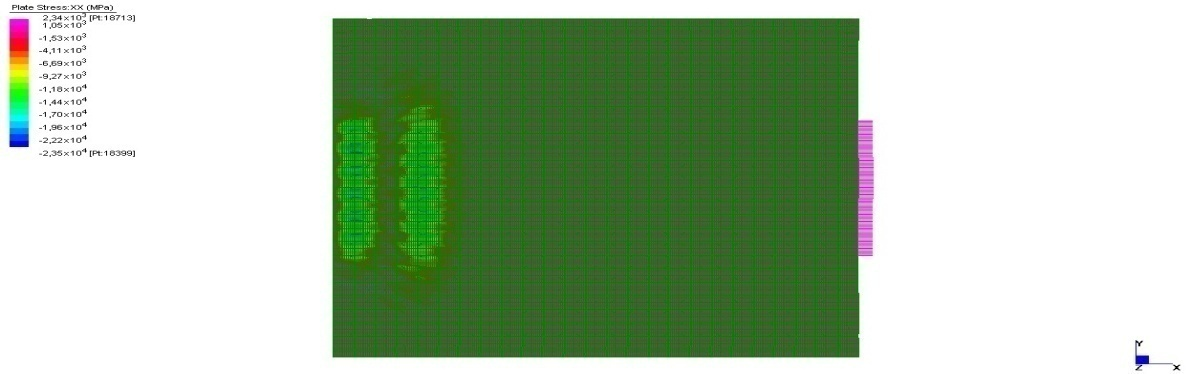 Plate Stress:XX (MPa)
2,34×10³ [Pt:18713]
1,05×10³
-1,53×10³
-4,11×10³
-6,69×10³
-9,27×10³
-1,18×10⁴
-1,44×10⁴
-1,70×10⁴
-1,96×10⁴
-2,22×10⁴
-2,35×10⁴ [Pt:18399]
Y
Z X